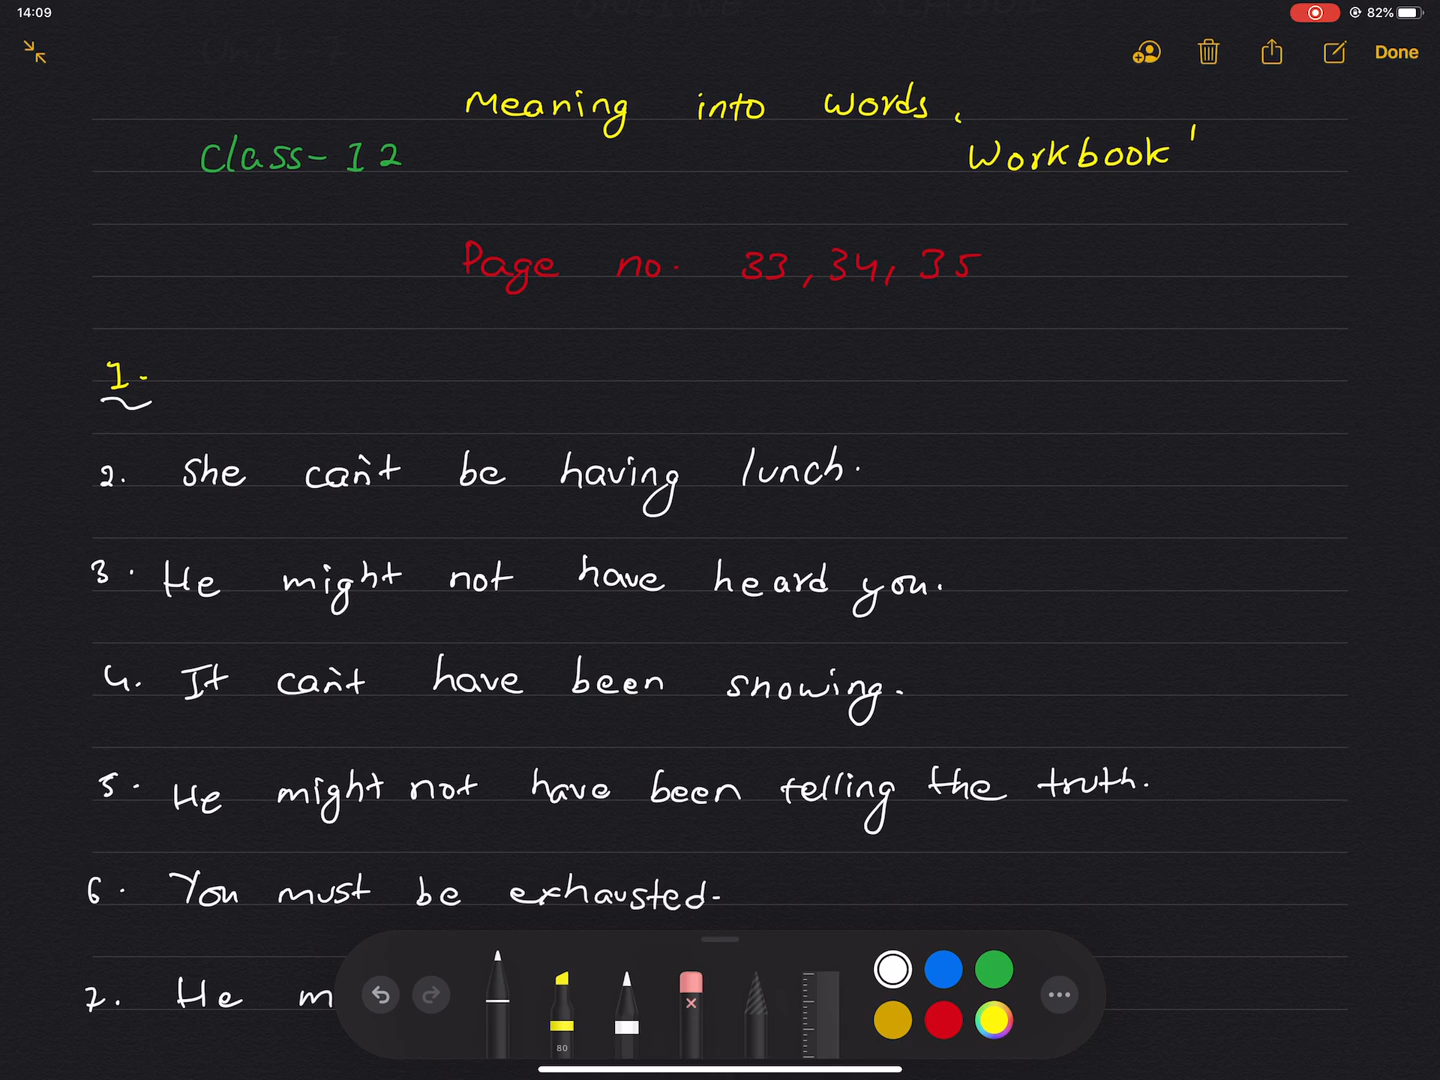 14:09
82%
Unit 7
Done
Meaning into words,
Class-12
Workbook'
Page no. 33, 34, 35
1.
2. She can't be having lunch.
3. He might not have heard you.
4. It can't have been snowing.
5. He might not have been telling the truth.
6. You must be exhausted.
7. He m
80